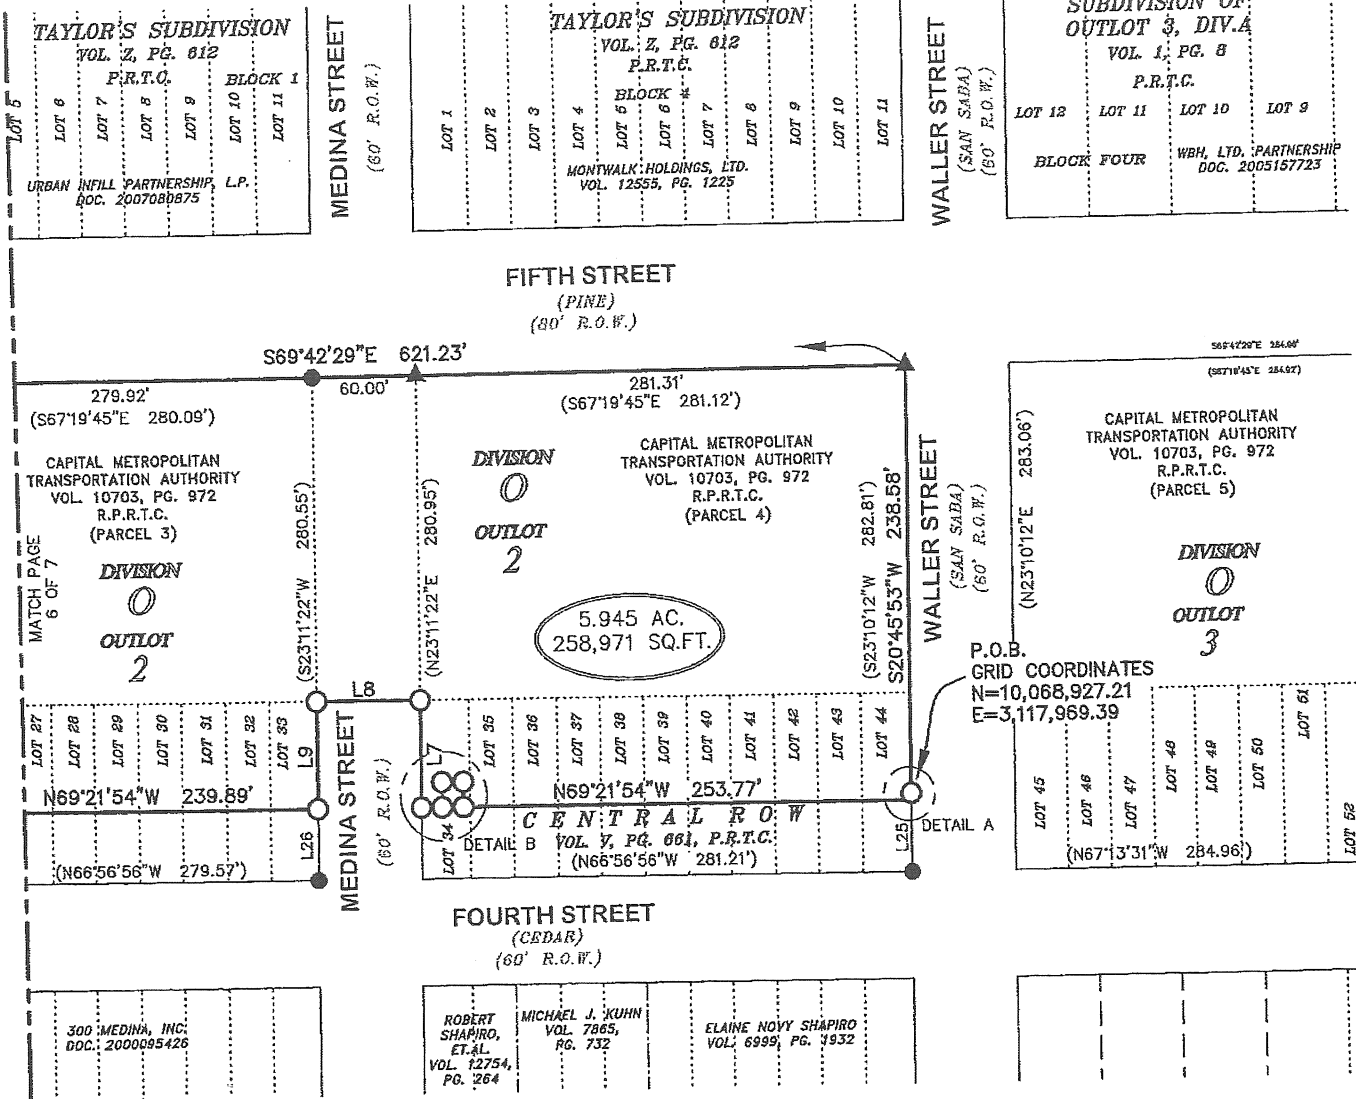 TAYLOR'S SUBDIVISION
VOL. Z, PG. 612
P.R.T.C.
BLOCK 1
LOT 5
LOT 6
LOT 7
LOT 8
LOT 9
LOT 10
LOT 11
URBAN INFILL PARTNERSHIP, L.P.
DOC. 2007080875
MEDINA STREET
(60' R.O.W.)
TAYLOR'S SUBDIVISION
VOL. Z, PG. 612
P.R.T.C.
BLOCK 4
LOT 1
LOT 2
LOT 3
LOT 4
LOT 5
LOT 6
LOT 7
LOT 8
LOT 9
LOT 10
LOT 11
MONTWALK HOLDINGS, LTD.
VOL. 12555, PG. 1225
WALLER STREET
(SAN SABA)
(60' R.O.W.)
SUBDIVISION OF
OUTLOT 3, DIV.A
VOL. 1, PG. 8
P.R.T.C.
LOT 12
LOT 11
LOT 10
LOT 9
BLOCK FOUR
WBH, LTD. PARTNERSHIP
DOC. 2005157723
FIFTH STREET
(PINE)
(80' R.O.W.)
S69°42'29"E 621.23'
279.92'
60.00'
281.31'
(S67°19'45"E 280.09')
(S67°19'45"E 281.12')
S69°42'29"E 284.98'
(S67°19'45"E 284.92')
CAPITAL METROPOLITAN
TRANSPORTATION AUTHORITY
VOL. 10703, PG. 972
R.P.R.T.C.
(PARCEL 3)
DIVISION
O
OUTLOT
2
MATCH PAGE
6 OF 7
(S23°11'22"W 280.55')
(N23°11'22"E 280.95')
DIVISION
O
OUTLOT
2
CAPITAL METROPOLITAN
TRANSPORTATION AUTHORITY
VOL. 10703, PG. 972
R.P.R.T.C.
(PARCEL 4)
5.945 AC.
258,971 SQ.FT.
(S23°10'12"W 282.81')
S20°45'53"W 238.58'
WALLER STREET
(SAN SABA)
(60' R.O.W.)
(N23°10'12"E 283.06')
CAPITAL METROPOLITAN
TRANSPORTATION AUTHORITY
VOL. 10703, PG. 972
R.P.R.T.C.
(PARCEL 5)
DIVISION
O
OUTLOT
3
P.O.B.
GRID COORDINATES
N=10,068,927.21
E=3,117,969.39
L8
L9
L7
LOT 27
LOT 28
LOT 29
LOT 30
LOT 31
LOT 32
LOT 33
LOT 34
LOT 35
LOT 36
LOT 37
LOT 38
LOT 39
LOT 40
LOT 41
LOT 42
LOT 43
LOT 44
LOT 45
LOT 46
LOT 47
LOT 48
LOT 49
LOT 50
LOT 51
LOT 52
N69°21'54"W 239.89'
N69°21'54"W 253.77'
CENTRAL ROW
VOL. V, PG. 661, P.R.T.C.
DETAIL B
DETAIL A
L26
L25
MEDINA STREET
(60' R.O.W.)
(N66°56'56"W 279.57')
(N66°56'56"W 281.21')
(N67°13'31"W 284.96')
FOURTH STREET
(CEDAR)
(60' R.O.W.)
300 MEDINA, INC.
DOC. 2000095426
ROBERT
SHAPIRO,
ET.AL.
VOL. 12754,
PG. 264
MICHAEL J. KUHN
VOL. 7865,
PG. 732
ELAINE NOVY SHAPIRO
VOL. 6999, PG. 1932